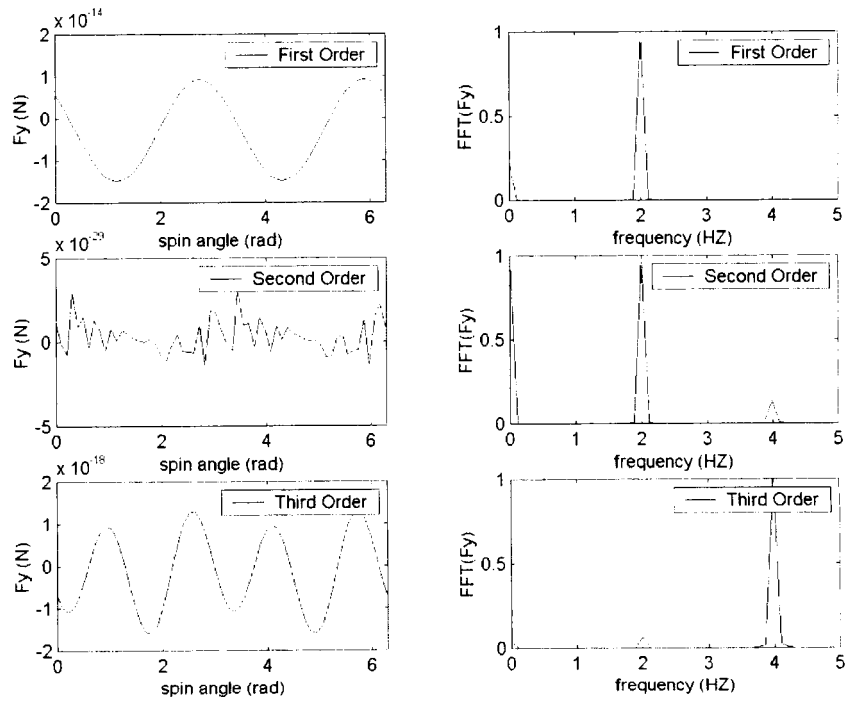 x 10^-14
2
1
0
-1
-2
Fy (N)
First Order
0 2 4 6
spin angle (rad)
1
0.5
0
FFT(Fy)
First Order
0 1 2 3 4 5
frequency (HZ)
x 10^-29
5
0
-5
Fy (N)
Second Order
0 2 4 6
spin angle (rad)
1
0.5
0
FFT(Fy)
Second Order
0 1 2 3 4 5
frequency (HZ)
x 10^-18
2
1
0
-1
-2
Fy (N)
Third Order
0 2 4 6
spin angle (rad)
1
0.5
0
FFT(Fy)
Third Order
0 1 2 3 4 5
frequency (HZ)